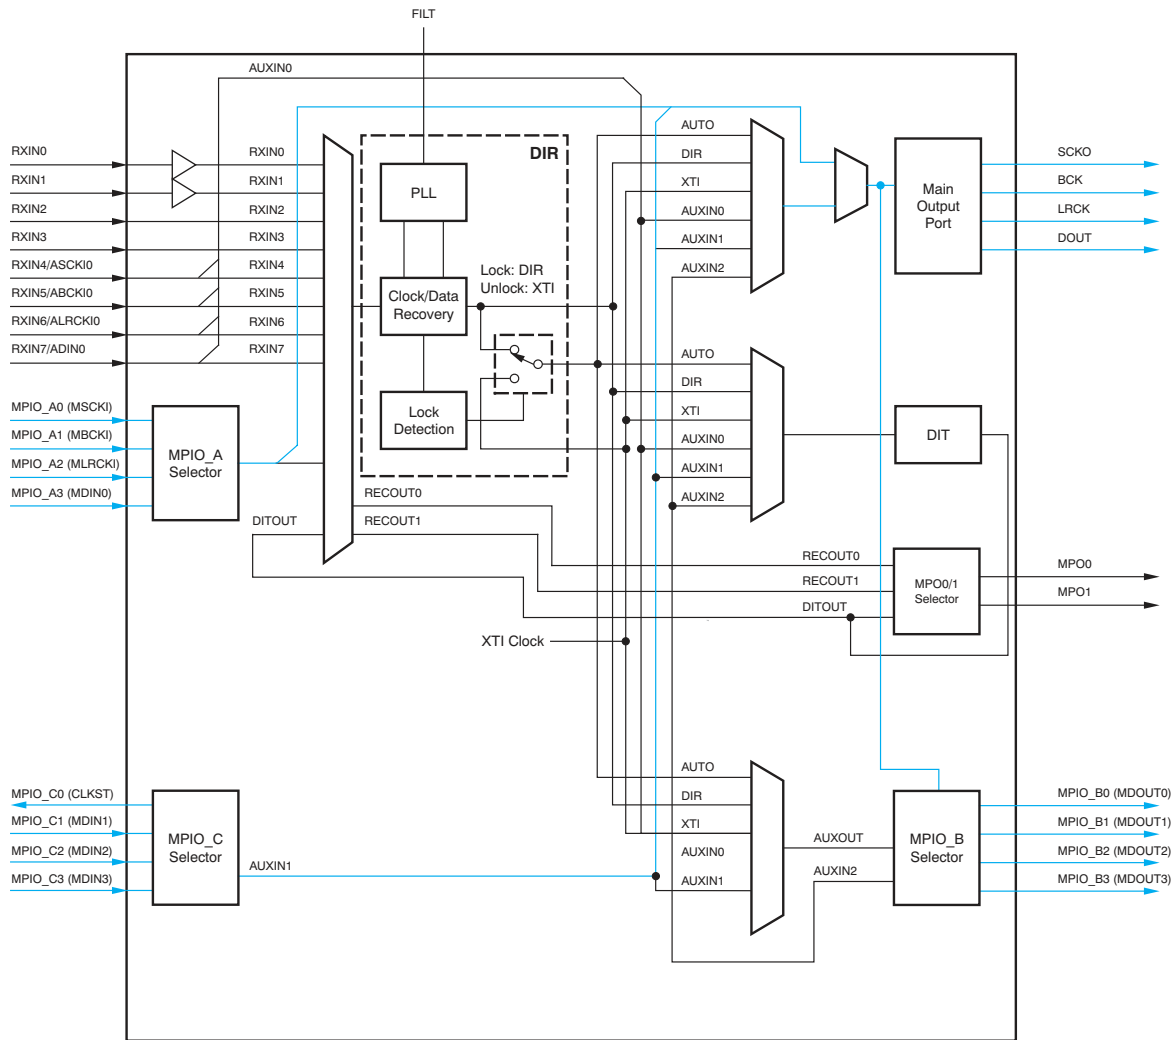 FILT
AUXIN0
RXIN0
RXIN1
RXIN2
RXIN3
RXIN4/ASCKI0
RXIN5/ABCKI0
RXIN6/ALRCKI0
RXIN7/ADIN0
RXIN0
RXIN1
RXIN2
RXIN3
RXIN4
RXIN5
RXIN6
RXIN7
MPIO_A0 (MSCKI)
MPIO_A1 (MBCKI)
MPIO_A2 (MLRCKI)
MPIO_A3 (MDIN0)
MPIO_A
Selector
DITOUT
DIR
PLL
Clock/Data
Recovery
Lock: DIR
Unlock: XTI
Lock
Detection
RECOUT0
RECOUT1
AUTO
DIR
XTI
AUXIN0
AUXIN1
AUXIN2
Main
Output
Port
SCKO
BCK
LRCK
DOUT
AUTO
DIR
XTI
AUXIN0
AUXIN1
AUXIN2
DIT
RECOUT0
RECOUT1
DITOUT
MPO0/1
Selector
MPO0
MPO1
XTI Clock
MPIO_C0 (CLKST)
MPIO_C1 (MDIN1)
MPIO_C2 (MDIN2)
MPIO_C3 (MDIN3)
MPIO_C
Selector
AUXIN1
AUTO
DIR
XTI
AUXIN0
AUXIN1
AUXOUT
AUXIN2
MPIO_B
Selector
MPIO_B0 (MDOUT0)
MPIO_B1 (MDOUT1)
MPIO_B2 (MDOUT2)
MPIO_B3 (MDOUT3)